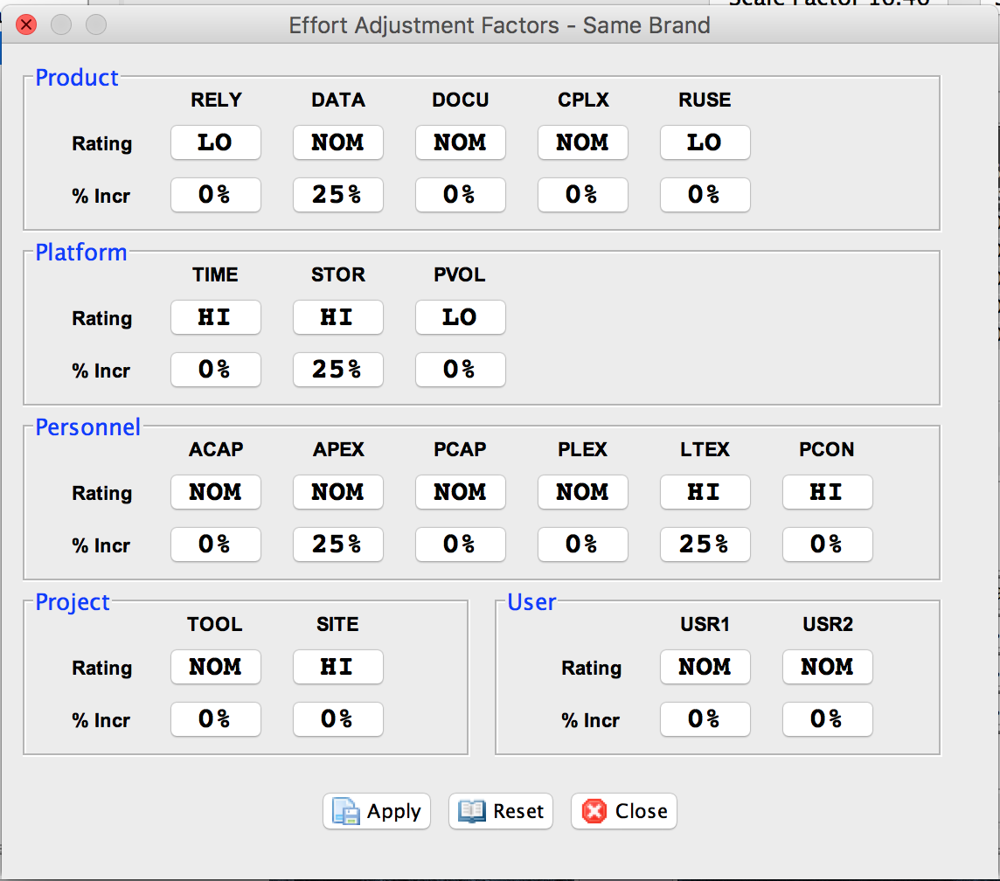 Effort Adjustment Factors - Same Brand
Product
RELY DATA DOCU CPLX RUSE
Rating LO NOM NOM NOM LO
% Incr 0% 25% 0% 0% 0%
Platform
TIME STOR PVOL
Rating HI HI LO
% Incr 0% 25% 0%
Personnel
ACAP APEX PCAP PLEX LTEX PCON
Rating NOM NOM NOM NOM HI HI
% Incr 0% 25% 0% 0% 25% 0%
Project
TOOL SITE
Rating NOM HI
% Incr 0% 0%
User
USR1 USR2
Rating NOM NOM
% Incr 0% 0%
Apply Reset Close